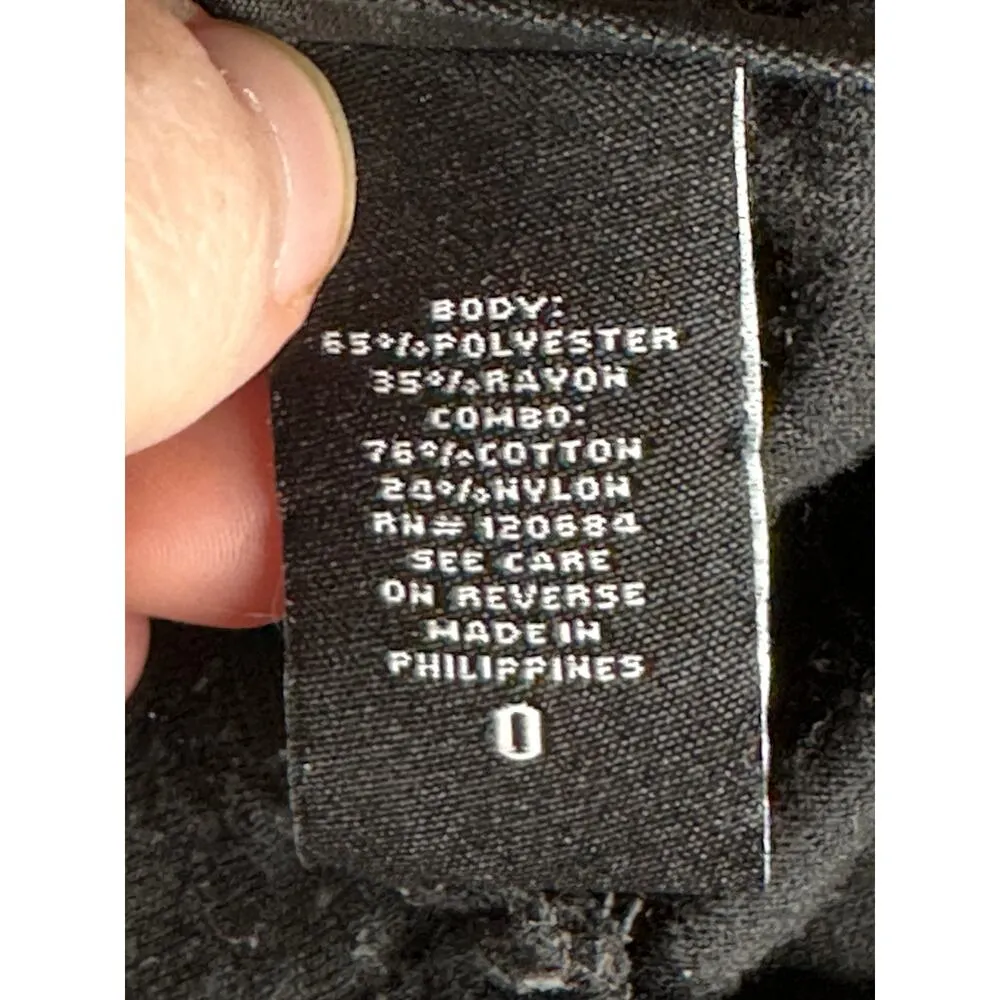 BODY:
65%POLYESTER
35%RAYON
COMBO:
76%COTTON
24%NYLON
RN# 120684
SEE CARE
ON REVERSE
MADE IN
PHILIPPINES
0